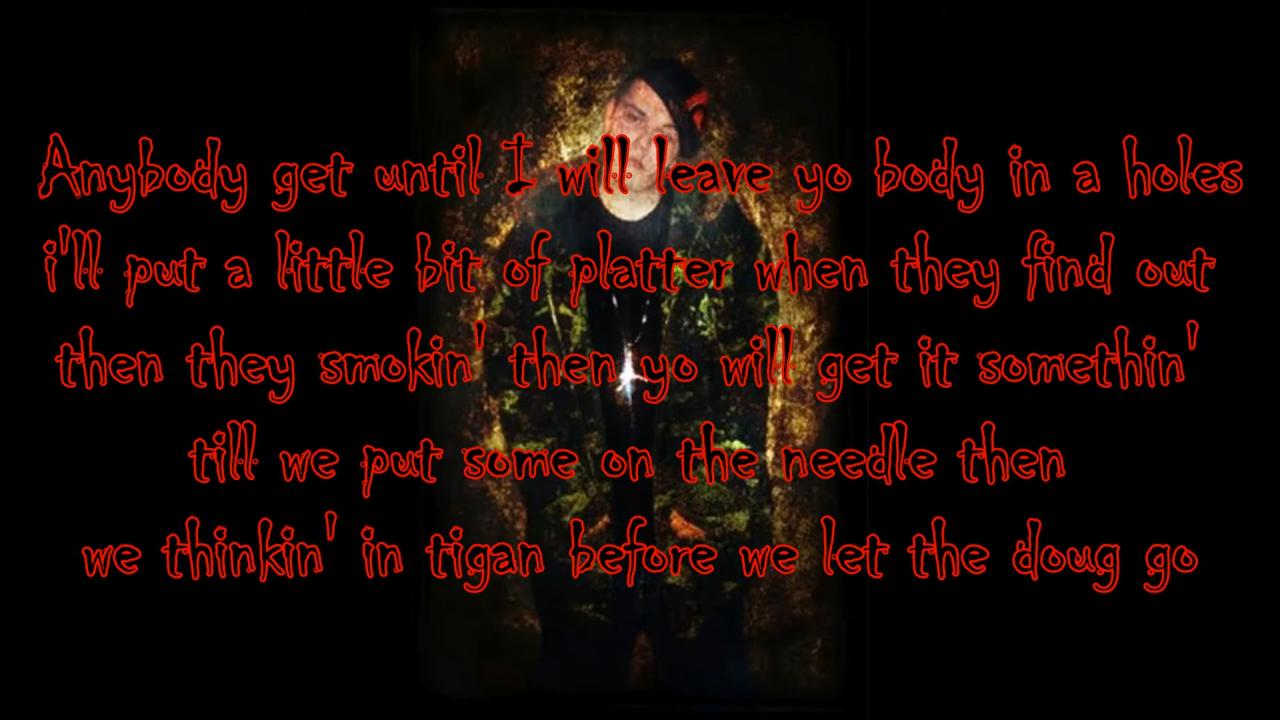 Anybody get until I will leave yo body in a holes
i'll put a little bit of platter when they find out
then they smokin' then yo will get it somethin'
till we put some on the needle then
we thinkin' in tigan before we let the doug go